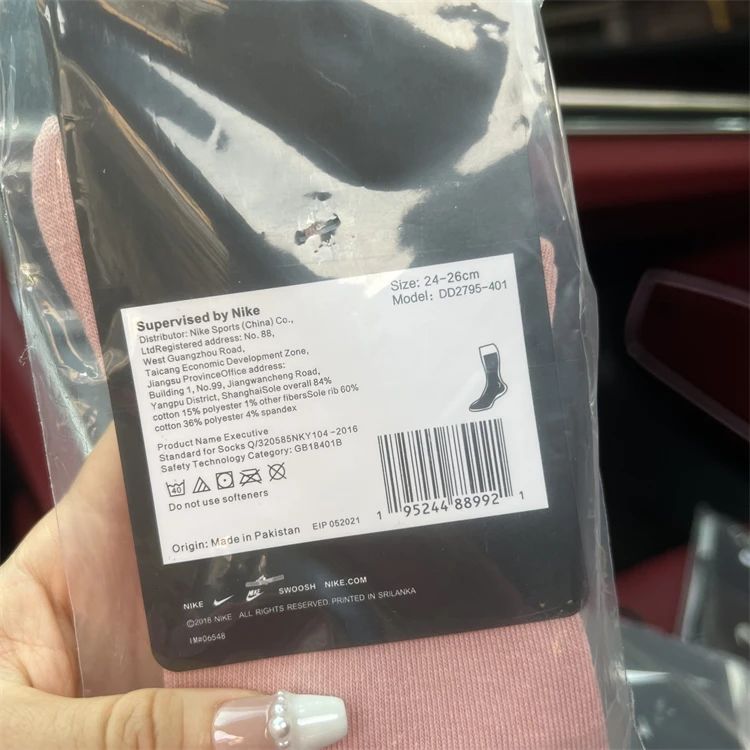 Supervised by Nike
Distributor: Nike Sports (China) Co.,
LtdRegistered address: No. 88,
West Guangzhou Road,
Taicang Economic Development Zone,
Jiangsu ProvinceOffice address:
Building 1, No.99, Jiangwancheng Road,
Yangpu District, ShanghaiSole overall 84%
cotton 15% polyester 1% other fibersSole rib 60%
cotton 36% polyester 4% spandex
Size: 24-26cm
Model: DD2795-401
Product Name Executive
Standard for Socks Q/320585NKY104-2016
Safety Technology Category: GB18401B
40
Do not use softeners
1 95244 88992 1
Origin: Made in Pakistan EIP 052021
NIKE NIKE SWOOSH NIKE.COM
©2018 NIKE ALL RIGHTS RESERVED PRINTED IN SRILANKA
IM#06548